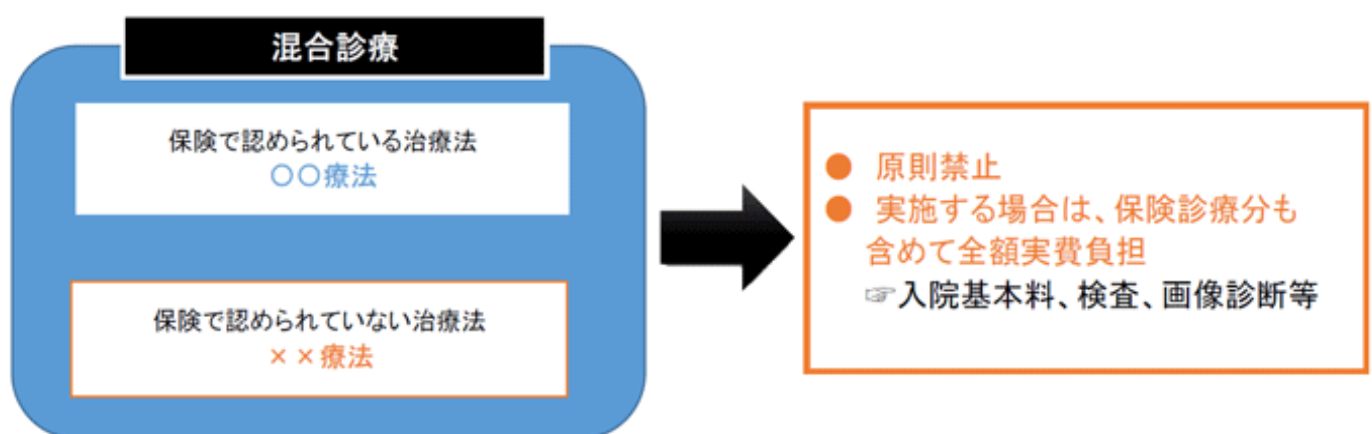 混合診療
保険で認められている治療法
〇〇療法
保険で認められていない治療法
××療法
● 原則禁止
● 実施する場合は、保険診療分も
含めて全額実費負担
☞入院基本料、検査、画像診断等